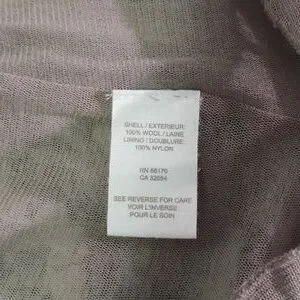 SHELL / EXTERIEUR:
100% WOOL / LAINE
LINING / DOUBLURE:
100% NYLON
RN 66170
CA 32054
SEE REVERSE FOR CARE
VOIR L'INVERSE
POUR LE SOIN